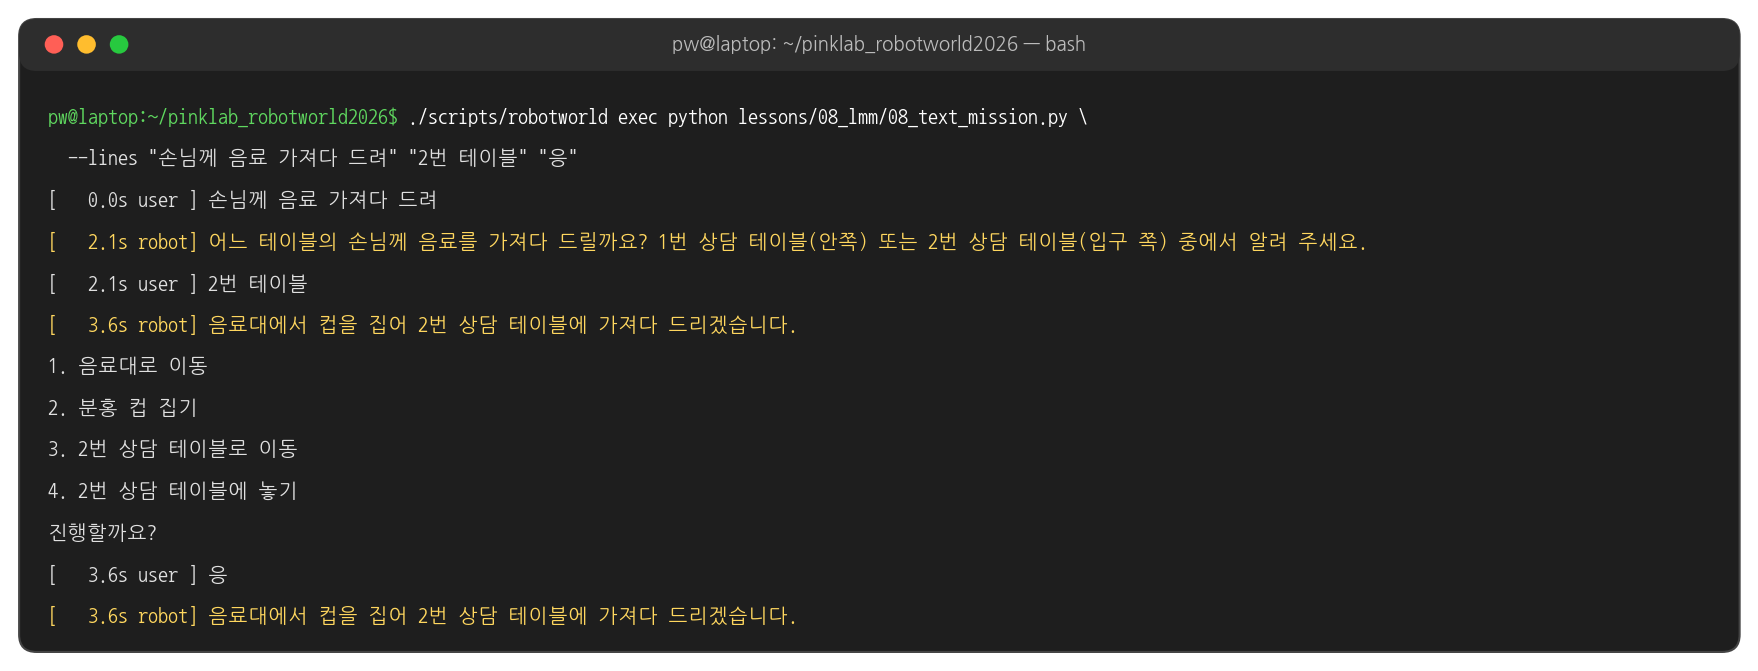 pw@laptop: ~/pinklab_robotworld2026 — bash
pw@laptop:~/pinklab_robotworld2026$ ./scripts/robotworld exec python lessons/08_lmm/08_text_mission.py \
  --lines "손님께 음료 가져다 드려" "2번 테이블" "응"
[   0.0s user ] 손님께 음료 가져다 드려
[   2.1s robot] 어느 테이블의 손님께 음료를 가져다 드릴까요? 1번 상담 테이블(안쪽) 또는 2번 상담 테이블(입구 쪽) 중에서 알려 주세요.
[   2.1s user ] 2번 테이블
[   3.6s robot] 음료대에서 컵을 집어 2번 상담 테이블에 가져다 드리겠습니다.
1. 음료대로 이동
2. 분홍 컵 집기
3. 2번 상담 테이블로 이동
4. 2번 상담 테이블에 놓기
진행할까요?
[   3.6s user ] 응
[   3.6s robot] 음료대에서 컵을 집어 2번 상담 테이블에 가져다 드리겠습니다.